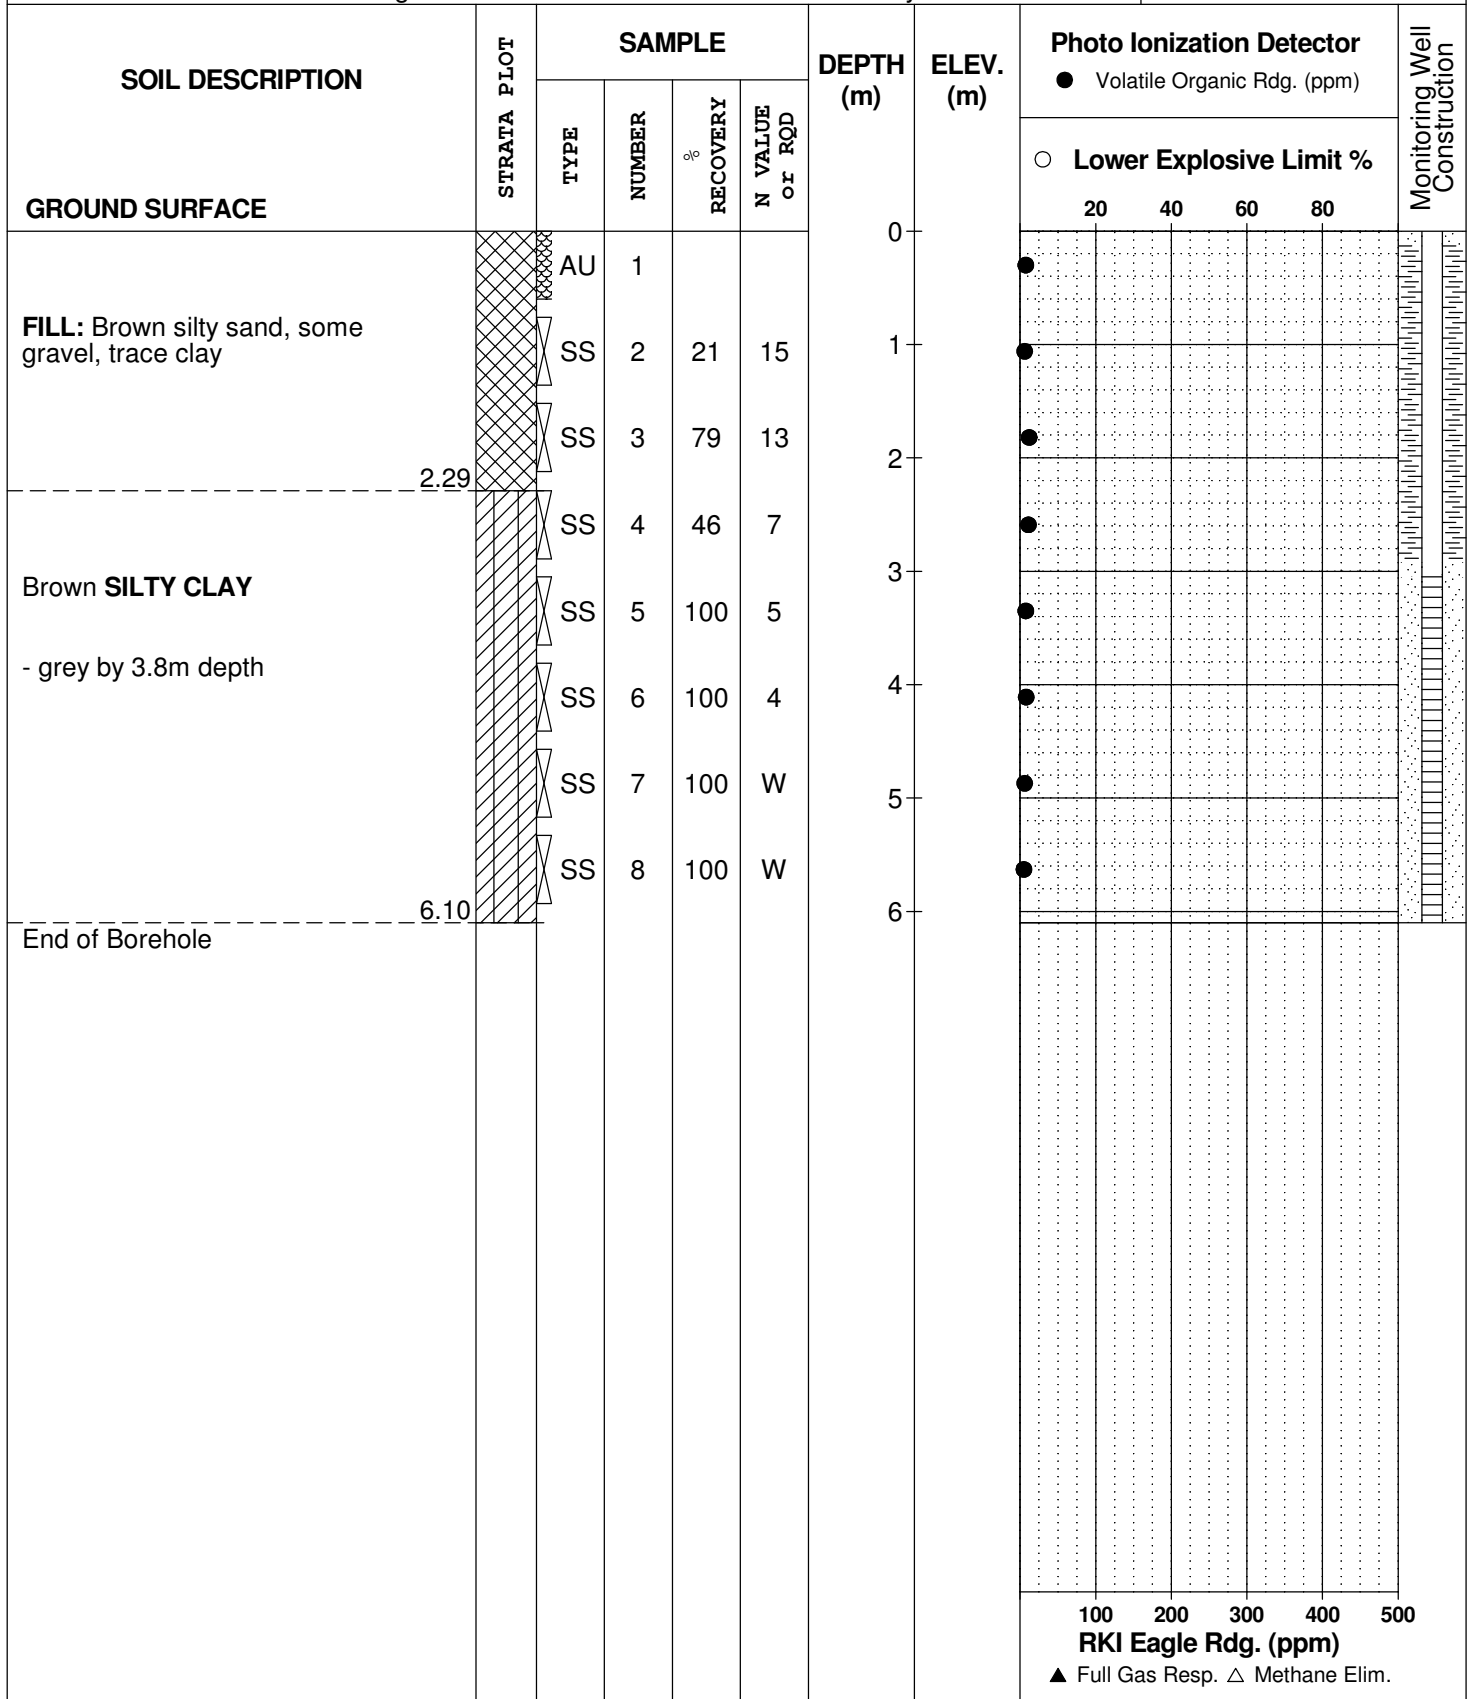 SOIL DESCRIPTION
GROUND SURFACE
STRATA PLOT
SAMPLE
TYPE
NUMBER
%
RECOVERY
N VALUE
or RQD
DEPTH
(m)
ELEV.
(m)
Photo Ionization Detector
● Volatile Organic Rdg. (ppm)
○ Lower Explosive Limit %
20 40 60 80
Monitoring Well
Construction
0
AU 1
FILL: Brown silty sand, some
gravel, trace clay
SS 2 21 15
1
SS 3 79 13
2
2.29
SS 4 46 7
3
Brown SILTY CLAY
SS 5 100 5
- grey by 3.8m depth
SS 6 100 4
4
SS 7 100 W
5
SS 8 100 W
6
6.10
End of Borehole
100 200 300 400 500
RKI Eagle Rdg. (ppm)
▲ Full Gas Resp. △ Methane Elim.